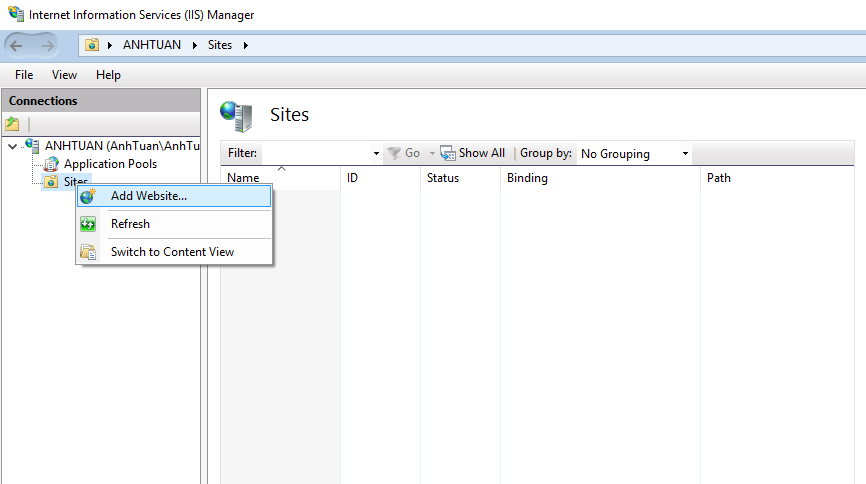 Internet Information Services (IIS) Manager
ANHTUAN Sites
File View Help
Connections
ANHTUAN (AnhTuan\AnhTu
Application Pools
Sites
Add Website...
Refresh
Switch to Content View
Sites
Filter: Go Show All Group by: No Grouping
Name ID Status Binding Path